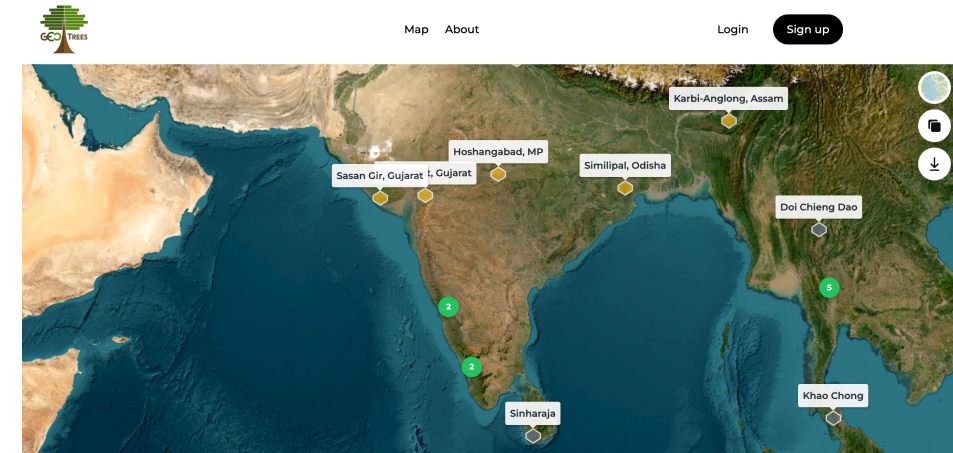 GEO TREES
Map About
Login Sign up
Karbi-Anglong, Assam
Hoshangabad, MP
Similipal, Odisha
Sasan Gir, Gujarat
t, Gujarat
Doi Chieng Dao
5
2
2
Khao Chong
Sinharaja